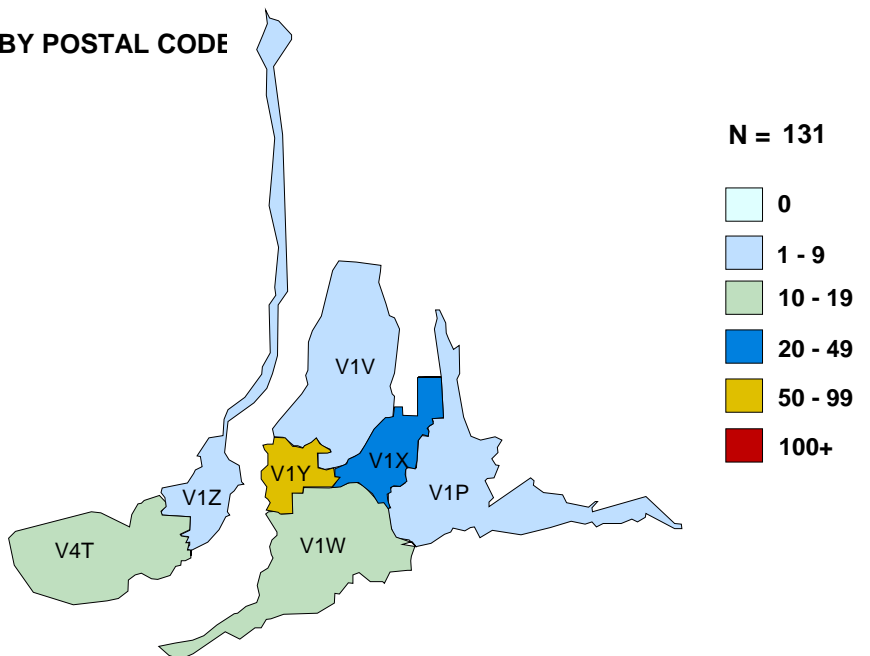 BY POSTAL CODE
N = 131
0
1 - 9
10 - 19
20 - 49
50 - 99
100+
V1V
V1X
V1Y
V1P
V1Z
V1W
V4T